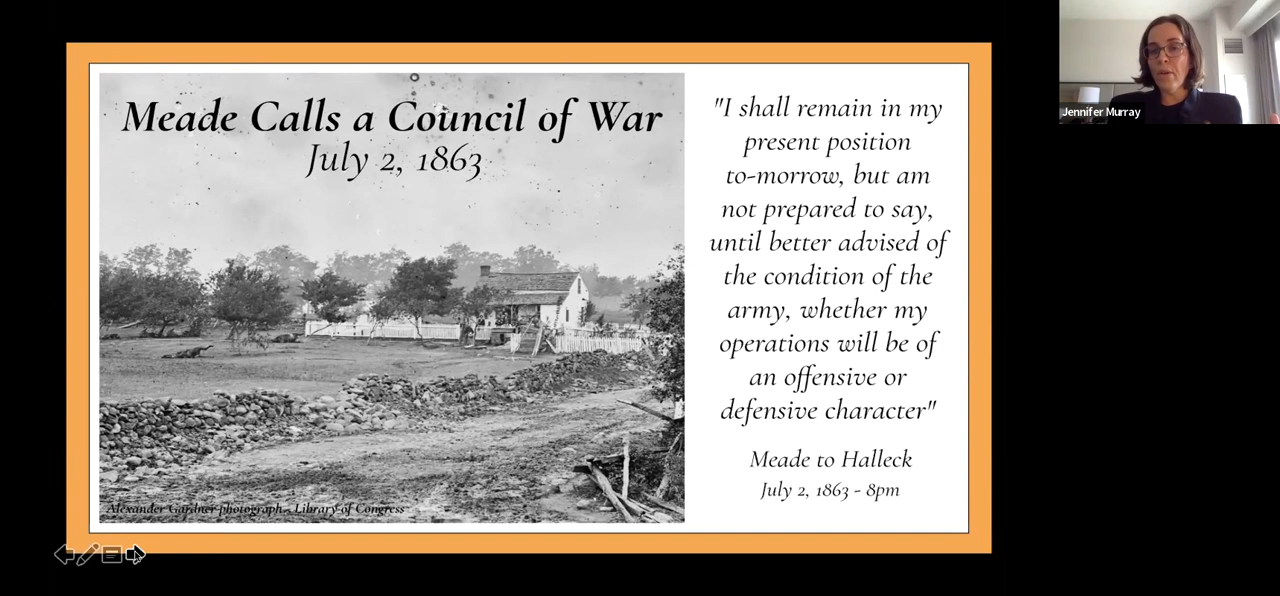 Meade Calls a Council of War
July 2, 1863
"I shall remain in my
present position
to-morrow, but am
not prepared to say,
until better advised of
the condition of the
army, whether my
operations will be of
an offensive or
defensive character"
Meade to Halleck
July 2, 1863 - 8pm
Alexander Gardner photograph - Library of Congress
Jennifer Murray